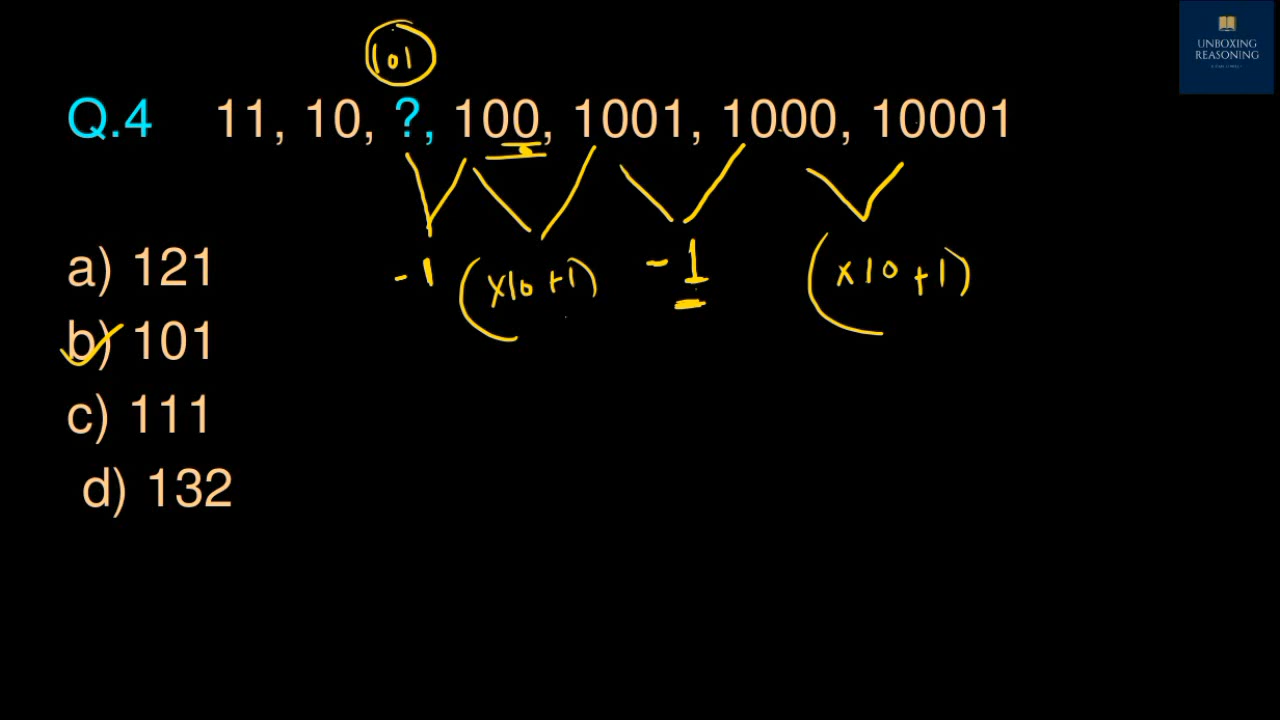 101
UNBOXING
REASONING
Q.4 11, 10, ?, 100, 1001, 1000, 10001
-1 (x10 +1) -1 (x10 +1)
a) 121
b) 101
c) 111
d) 132